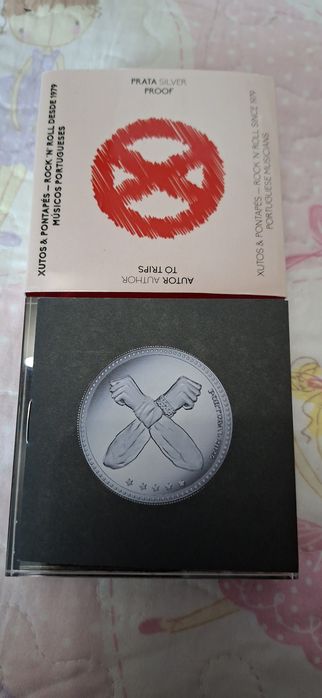 PRATA SILVER
PROOF
XUTOS & PONTAPÉS — ROCK 'N' ROLL DESDE 1979
MÚSICOS PORTUGUESES
XUTOS & PONTAPÉS — ROCK 'N' ROLL SINCE 1979
PORTUGUESE MUSICIANS
AUTOR AUTHOR
TO TRIPS